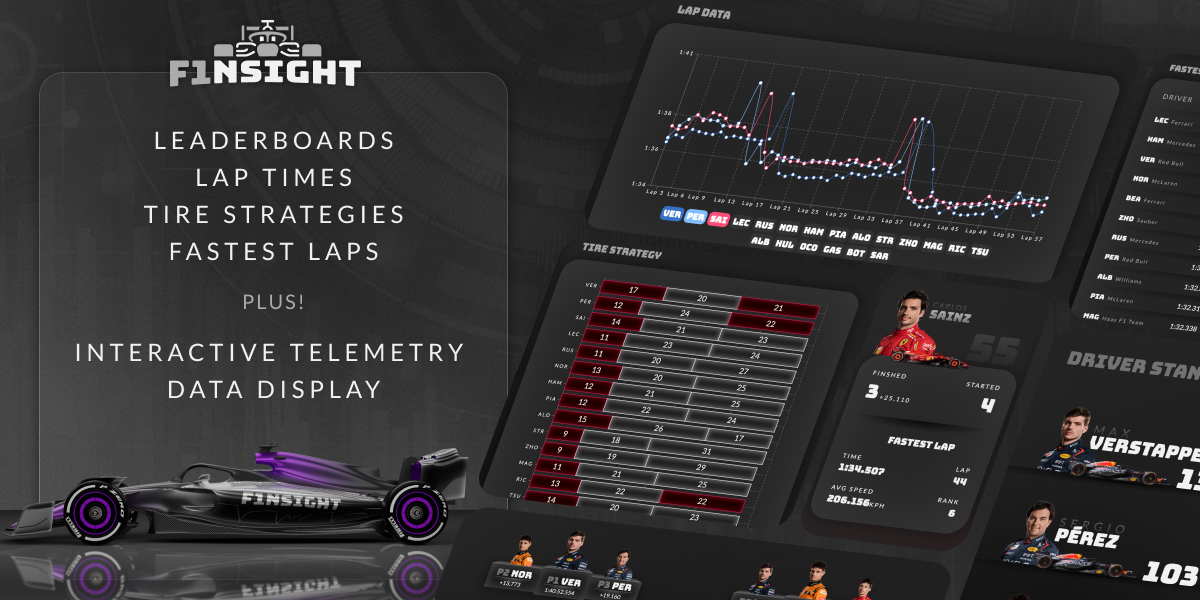 F1NSIGHT
LEADERBOARDS
LAP TIMES
TIRE STRATEGIES
FASTEST LAPS
PLUS!
INTERACTIVE TELEMETRY
DATA DISPLAY
F1NSIGHT
LAP DATA
1:41
1:38
1:36
1:34
Lap 3 Lap 6 Lap 9 Lap 13 Lap 17 Lap 21 Lap 25 Lap 29 Lap 33 Lap 37 Lap 41 Lap 45 Lap 49 Lap 53 Lap 57
VER PER SAI LEC RUS NOR HAM PIA ALO STR ZHO MAG RIC TSU
ALB HUL OCO GAS BOT SAR
TIRE STRATEGY
VER 17 20 21
PER 12 24 22
SAI 14 21 23
LEC 11 23 24
RUS 11 20 27
NOR 13 20 25
HAM 12 21 25
PIA 12 22 24
ALO 15 26 17
STR 9 18 31
ZHO 9 19 29
MAG 11 21 25
RIC 13 22 22
TSU 14 20 23
CARLOS
SAINZ
55
FINSHED
3 +25.110
STARTED
4
FASTEST LAP
TIME
1:34.507
LAP
44
AVG SPEED
206.156KPH
RANK
6
DRIVER
LEC Ferrari
HAM Mercedes
VER Red Bull
NOR McLaren
BEA Ferrari
ZHO Sauber
RUS Mercedes
PER Red Bull
ALB Williams
PIA McLaren
MAG Haas F1 Team 1:32.338
DRIVER
MAX
VERSTAPPE
SERGIO
PÉREZ
103
P2 NOR
+13.773
P1 VER
1:40:52.554
P3 PER
+19.160